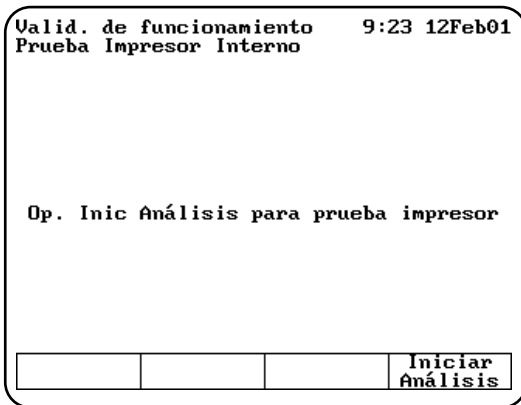 Valid. de funcionamiento 9:23 12Feb01
Prueba Impresor Interno
Op. Inic Análisis para prueba impresor
Iniciar
Análisis